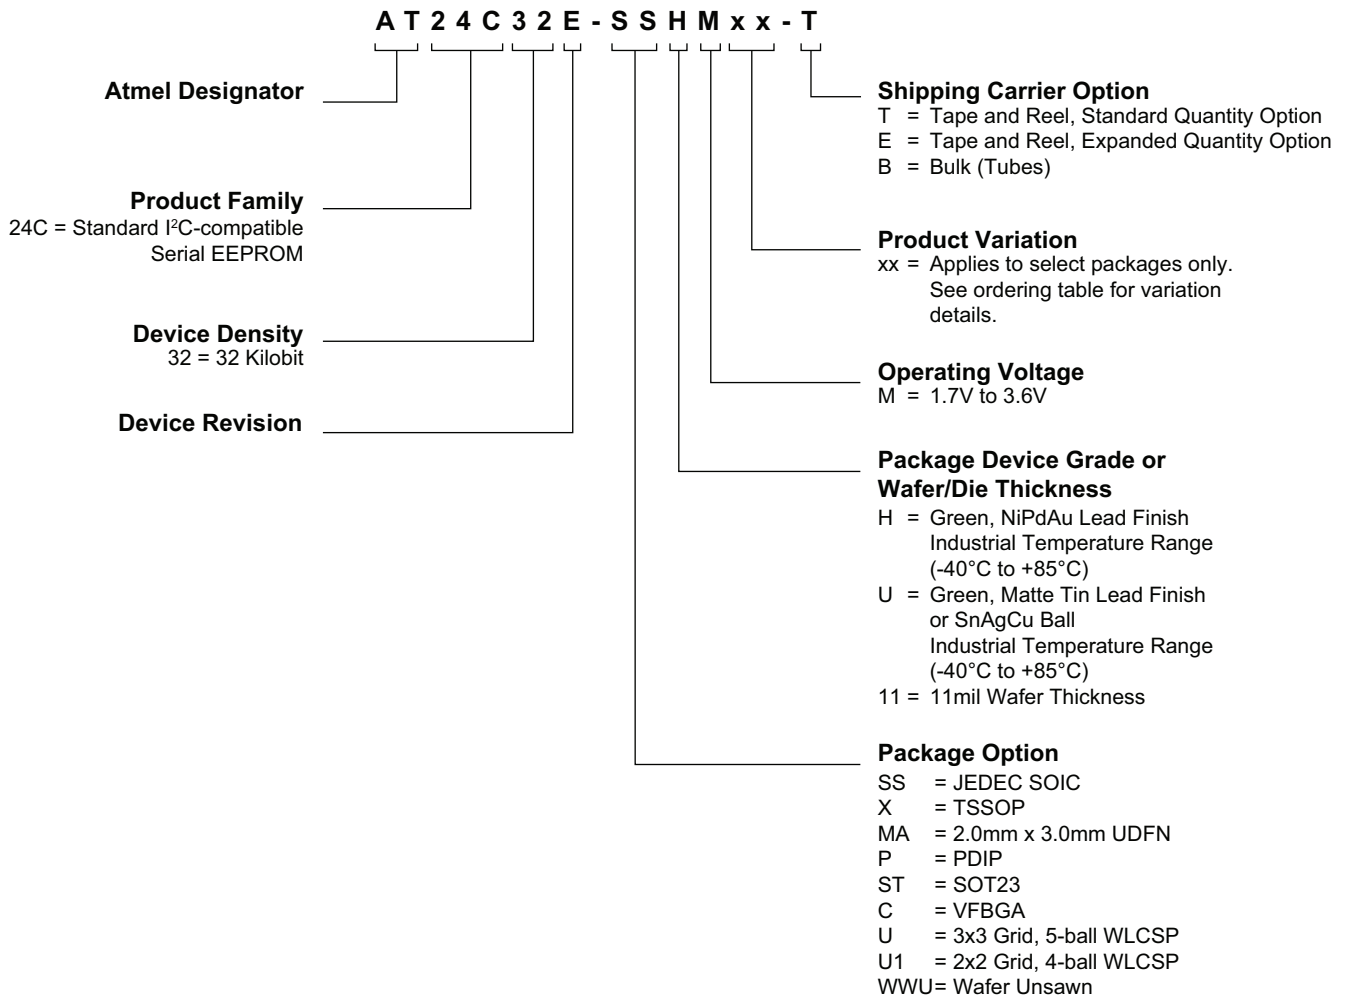 AT24C32E-SSHMxx-T
Atmel Designator
Product Family
24C = Standard I²C-compatible
Serial EEPROM
Device Density
32 = 32 Kilobit
Device Revision
Shipping Carrier Option
T = Tape and Reel, Standard Quantity Option
E = Tape and Reel, Expanded Quantity Option
B = Bulk (Tubes)
Product Variation
xx = Applies to select packages only.
See ordering table for variation
details.
Operating Voltage
M = 1.7V to 3.6V
Package Device Grade or
Wafer/Die Thickness
H = Green, NiPdAu Lead Finish
Industrial Temperature Range
(-40°C to +85°C)
U = Green, Matte Tin Lead Finish
or SnAgCu Ball
Industrial Temperature Range
(-40°C to +85°C)
11 = 11mil Wafer Thickness
Package Option
SS = JEDEC SOIC
X = TSSOP
MA = 2.0mm x 3.0mm UDFN
P = PDIP
ST = SOT23
C = VFBGA
U = 3x3 Grid, 5-ball WLCSP
U1 = 2x2 Grid, 4-ball WLCSP
WWU= Wafer Unsawn